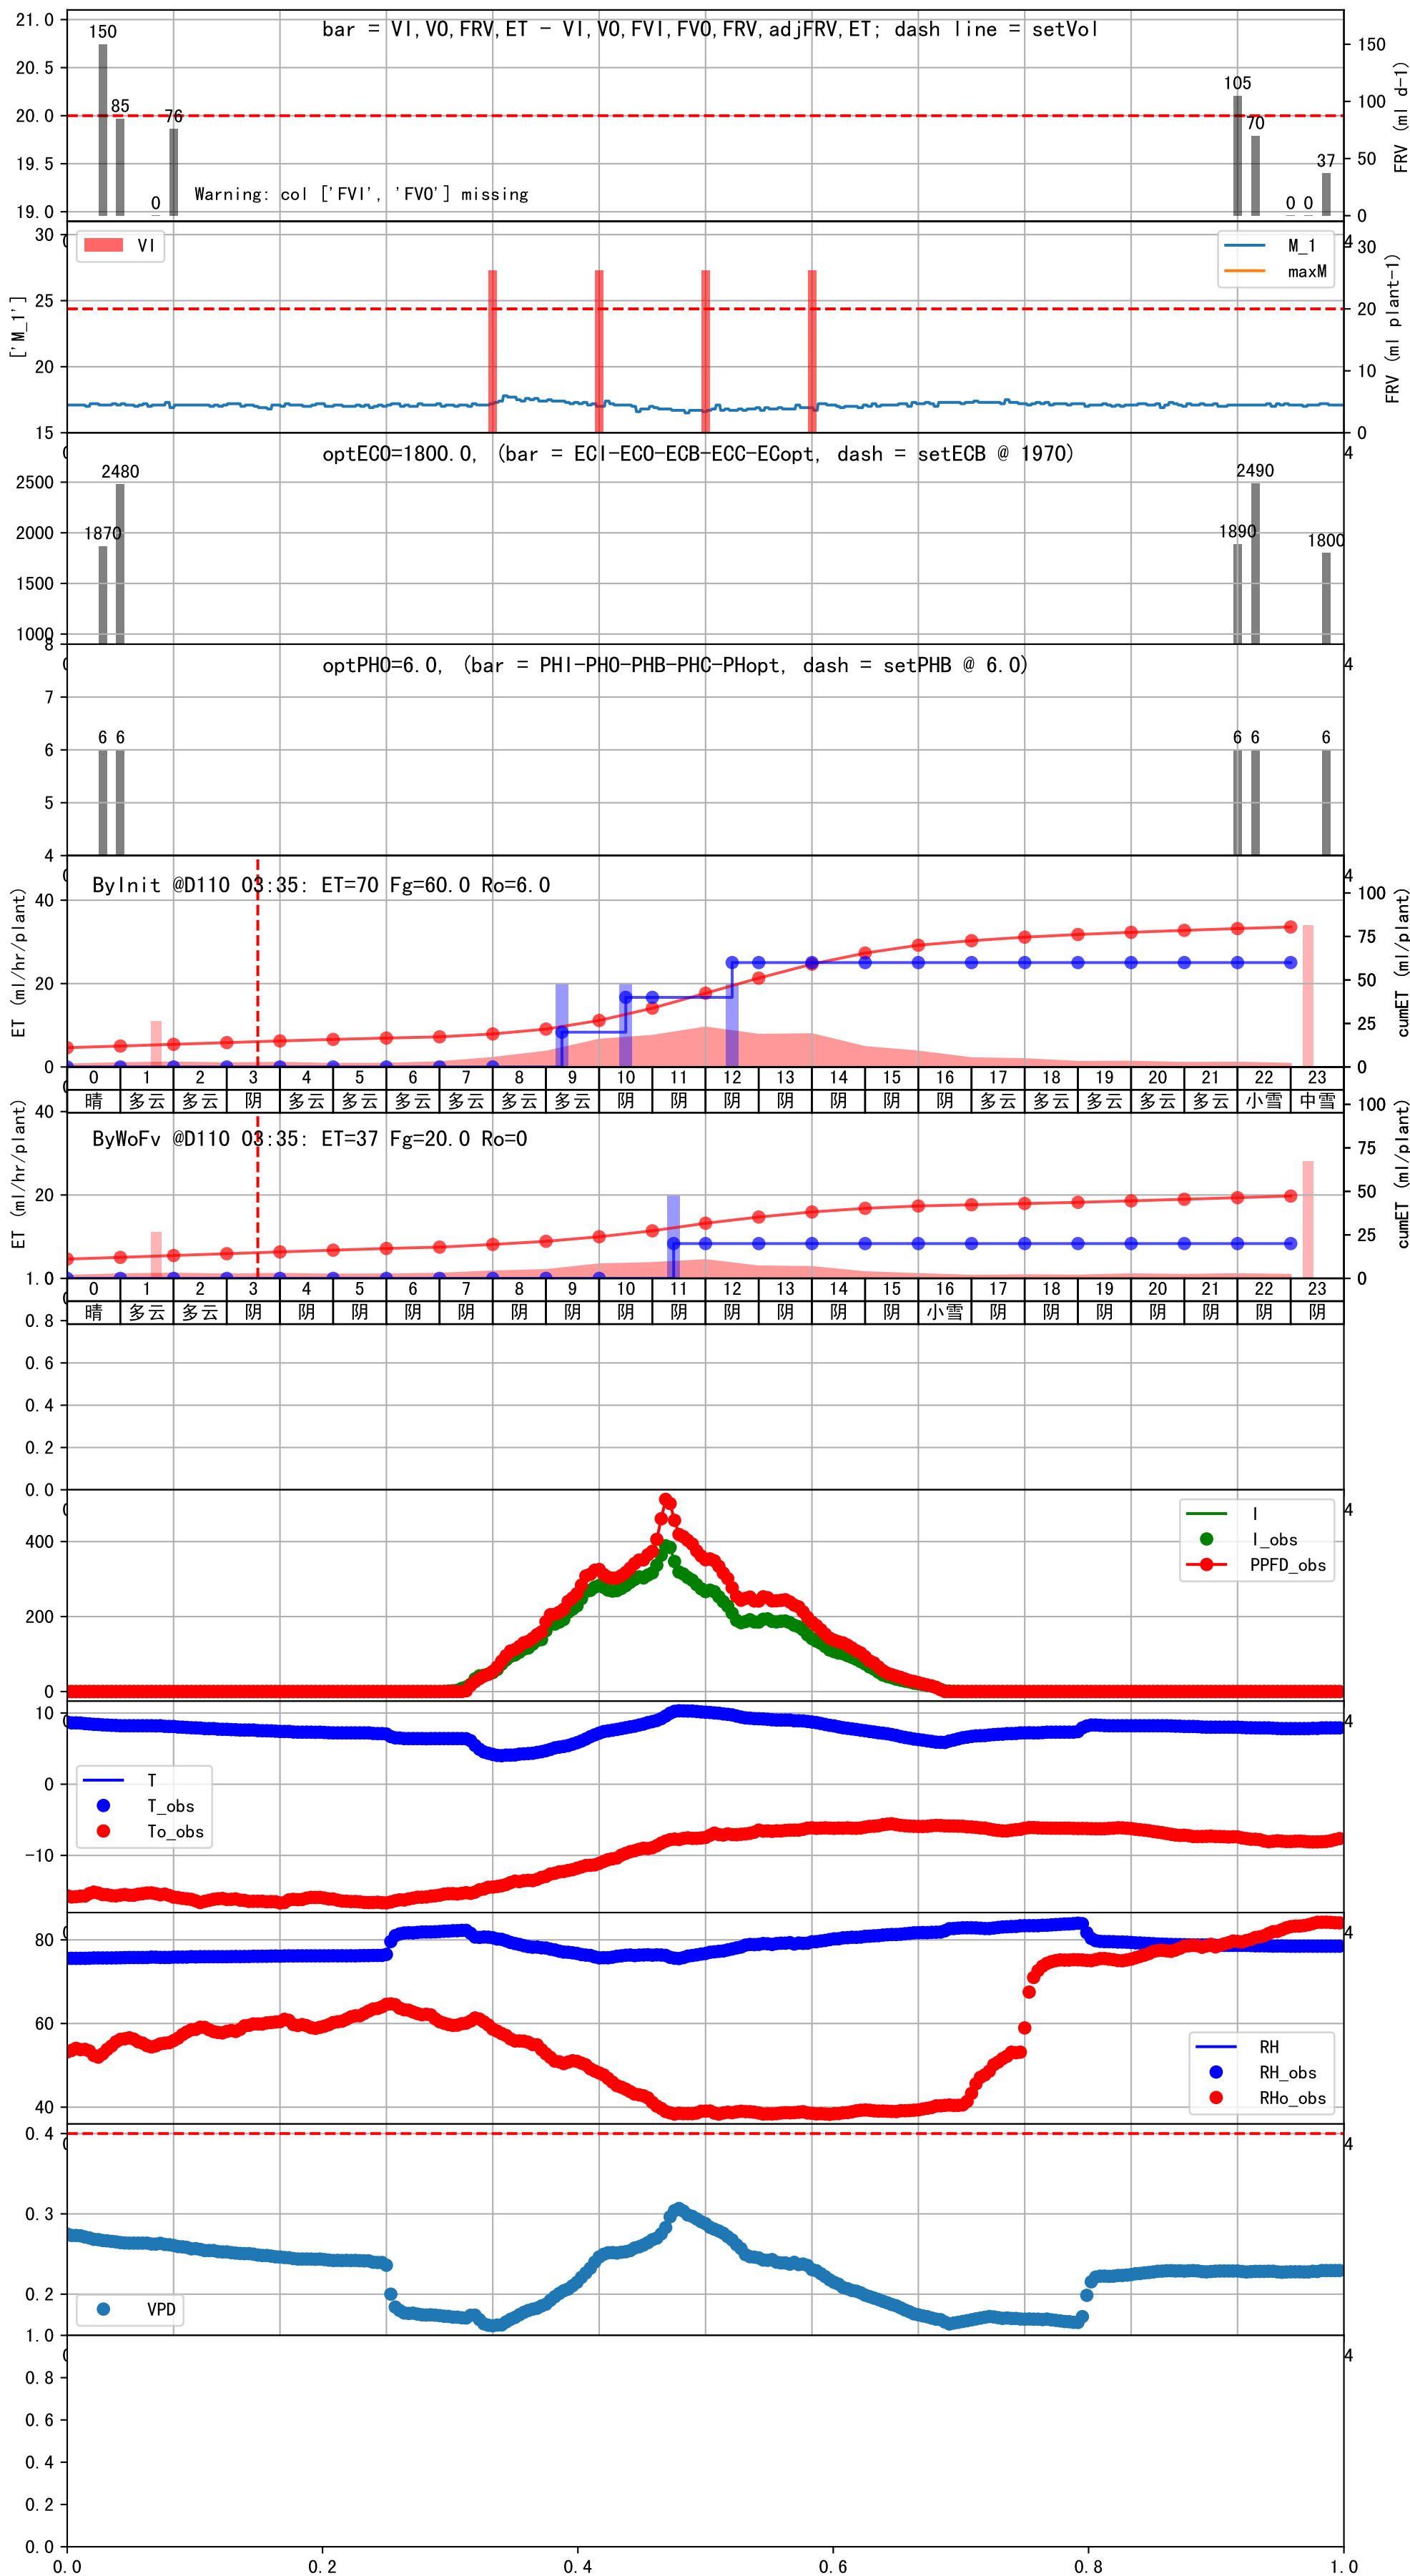 bar = VI,VO,FRV,ET - VI,VO,FVI,FVO,FRV,adjFRV,ET; dash line = setVol
21.0
20.5
20.0
19.5
19.0
150
85
0
76
105
70
0
0
37
Warning: col ['FVI', 'FVO'] missing
150
100
50
0
FRV (ml d-1)
30
25
20
15
['M_1']
VI
M_1
maxM
4
30
20
10
0
FRV (ml plant-1)
optECO=1800.0, (bar = ECI-ECO-ECB-ECC-ECopt, dash = setECB @ 1970)
4
2500
2000
1500
1000
1870
2480
1890
2490
1800
optPHO=6.0, (bar = PHI-PHO-PHB-PHC-PHopt, dash = setPHB @ 6.0)
4
8
7
6
5
4
6
6
6
6
6
ByInit @D110 03:35: ET=70 Fg=60.0 Ro=6.0
4
40
20
0
ET (ml/hr/plant)
100
75
50
25
0
cumET (ml/plant)
0 1 2 3 4 5 6 7 8 9 10 11 12 13 14 15 16 17 18 19 20 21 22 23
晴 多云 多云 阴 多云 多云 多云 多云 多云 多云 阴 阴 阴 阴 阴 阴 阴 多云 多云 多云 多云 多云 小雪 中雪
ByWoFv @D110 03:35: ET=37 Fg=20.0 Ro=0
40
20
ET (ml/hr/plant)
100
75
50
25
0
cumET (ml/plant)
0 1 2 3 4 5 6 7 8 9 10 11 12 13 14 15 16 17 18 19 20 21 22 23
晴 多云 多云 阴 阴 阴 阴 阴 阴 阴 阴 阴 阴 阴 阴 阴 小雪 阴 阴 阴 阴 阴 阴 阴
1.0
0.8
0.6
0.4
0.2
0.0
4
400
200
0
I
I_obs
PPFD_obs
4
10
0
-10
T
T_obs
To_obs
4
80
60
40
RH
RH_obs
RHo_obs
4
0.4
0.3
0.2
VPD
1.0
0.8
0.6
0.4
0.2
0.0
0.0 0.2 0.4 0.6 0.8 1.0